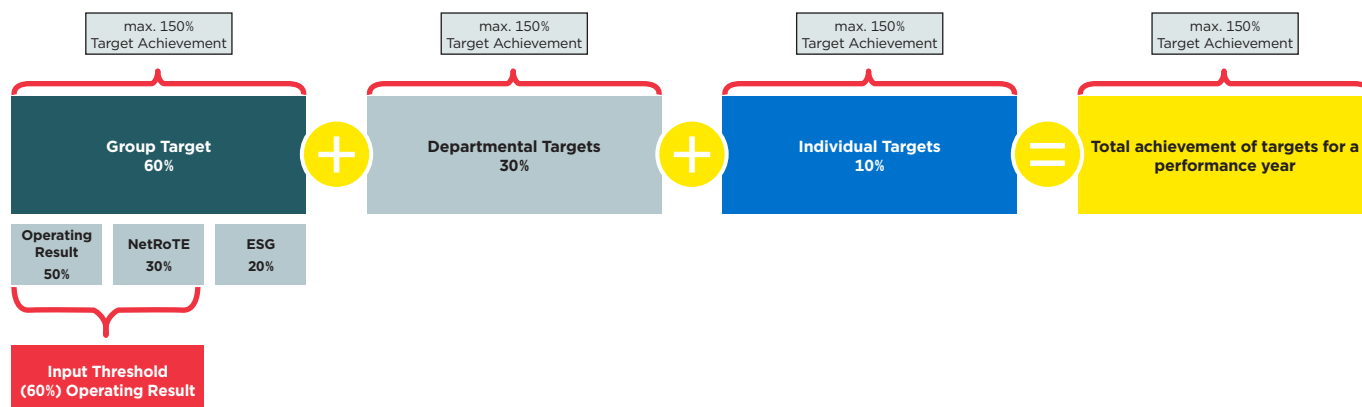 max. 150%
Target Achievement
max. 150%
Target Achievement
max. 150%
Target Achievement
max. 150%
Target Achievement
Group Target
60%
+
Departmental Targets
30%
+
Individual Targets
10%
=
Total achievement of targets for a
performance year
Operating
Result
50%
NetRoTE
30%
ESG
20%
Input Threshold
(60%) Operating Result